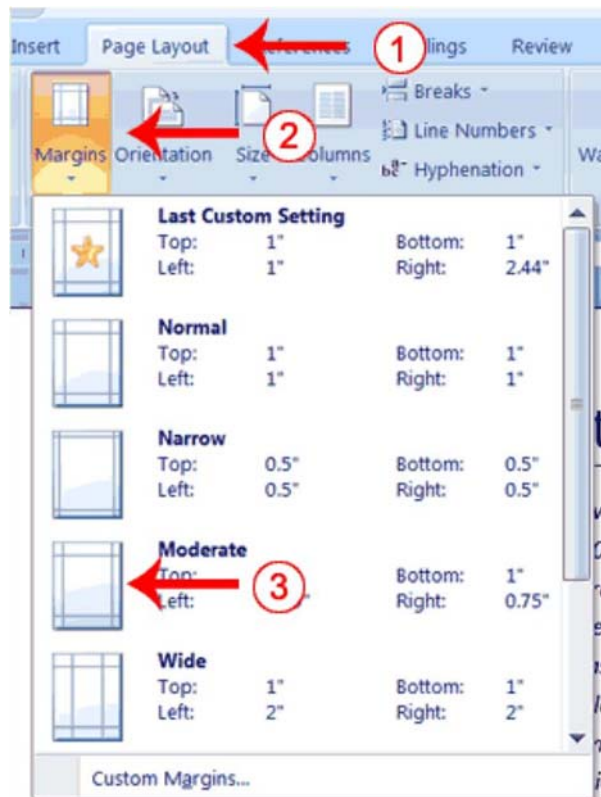 Insert Page Layout 1 Review
Margins Orientation Size Columns 2
Breaks
Line Numbers
Hyphenation
Last Custom Setting
Top: 1" Bottom: 1"
Left: 1" Right: 2.44"
Normal
Top: 1" Bottom: 1"
Left: 1" Right: 1"
Narrow
Top: 0.5" Bottom: 0.5"
Left: 0.5" Right: 0.5"
Moderate
Top: Bottom: 1"
Left: 3 Right: 0.75"
Wide
Top: 1" Bottom: 1"
Left: 2" Right: 2"
Custom Margins...